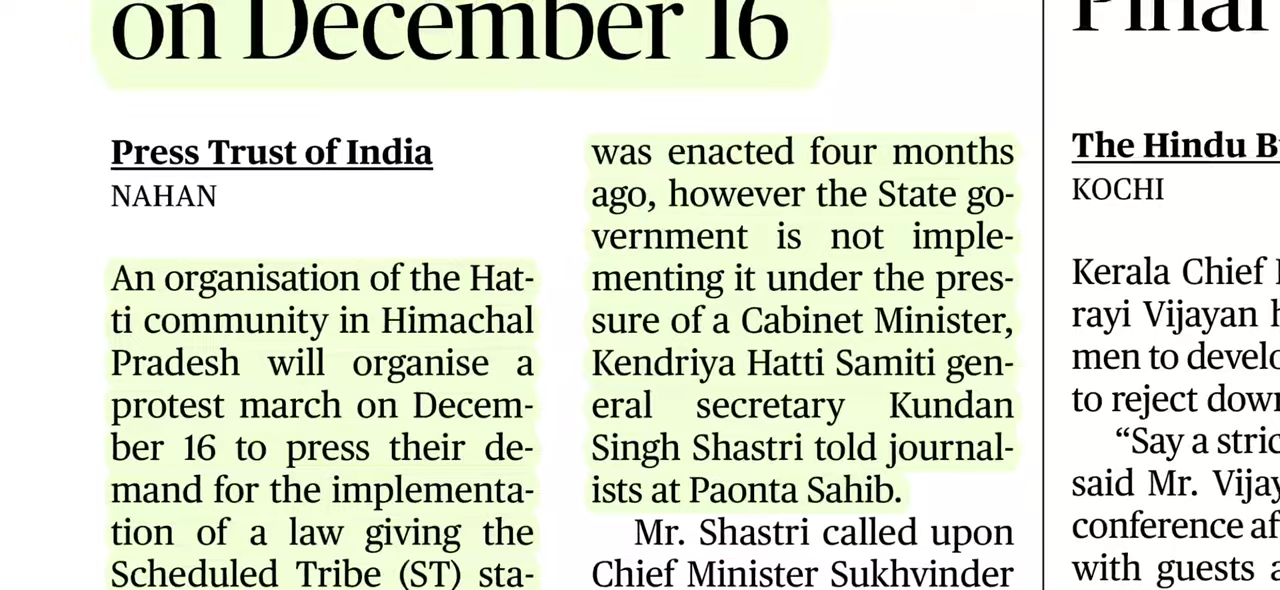 on December 16
Press Trust of India
NAHAN
An organisation of the Hat-
ti community in Himachal
Pradesh will organise a
protest march on Decem-
ber 16 to press their de-
mand for the implementa-
tion of a law giving the
Scheduled Tribe (ST) sta-
was enacted four months
ago, however the State go-
vernment is not imple-
menting it under the pres-
sure of a Cabinet Minister,
Kendriya Hatti Samiti gen-
eral secretary Kundan
Singh Shastri told journal-
ists at Paonta Sahib.
Mr. Shastri called upon
Chief Minister Sukhvinder
The Hindu
KOCHI
Kerala Chief
rayi Vijayan
men to
to reject
“Say a
said Mr.
conference
with guests